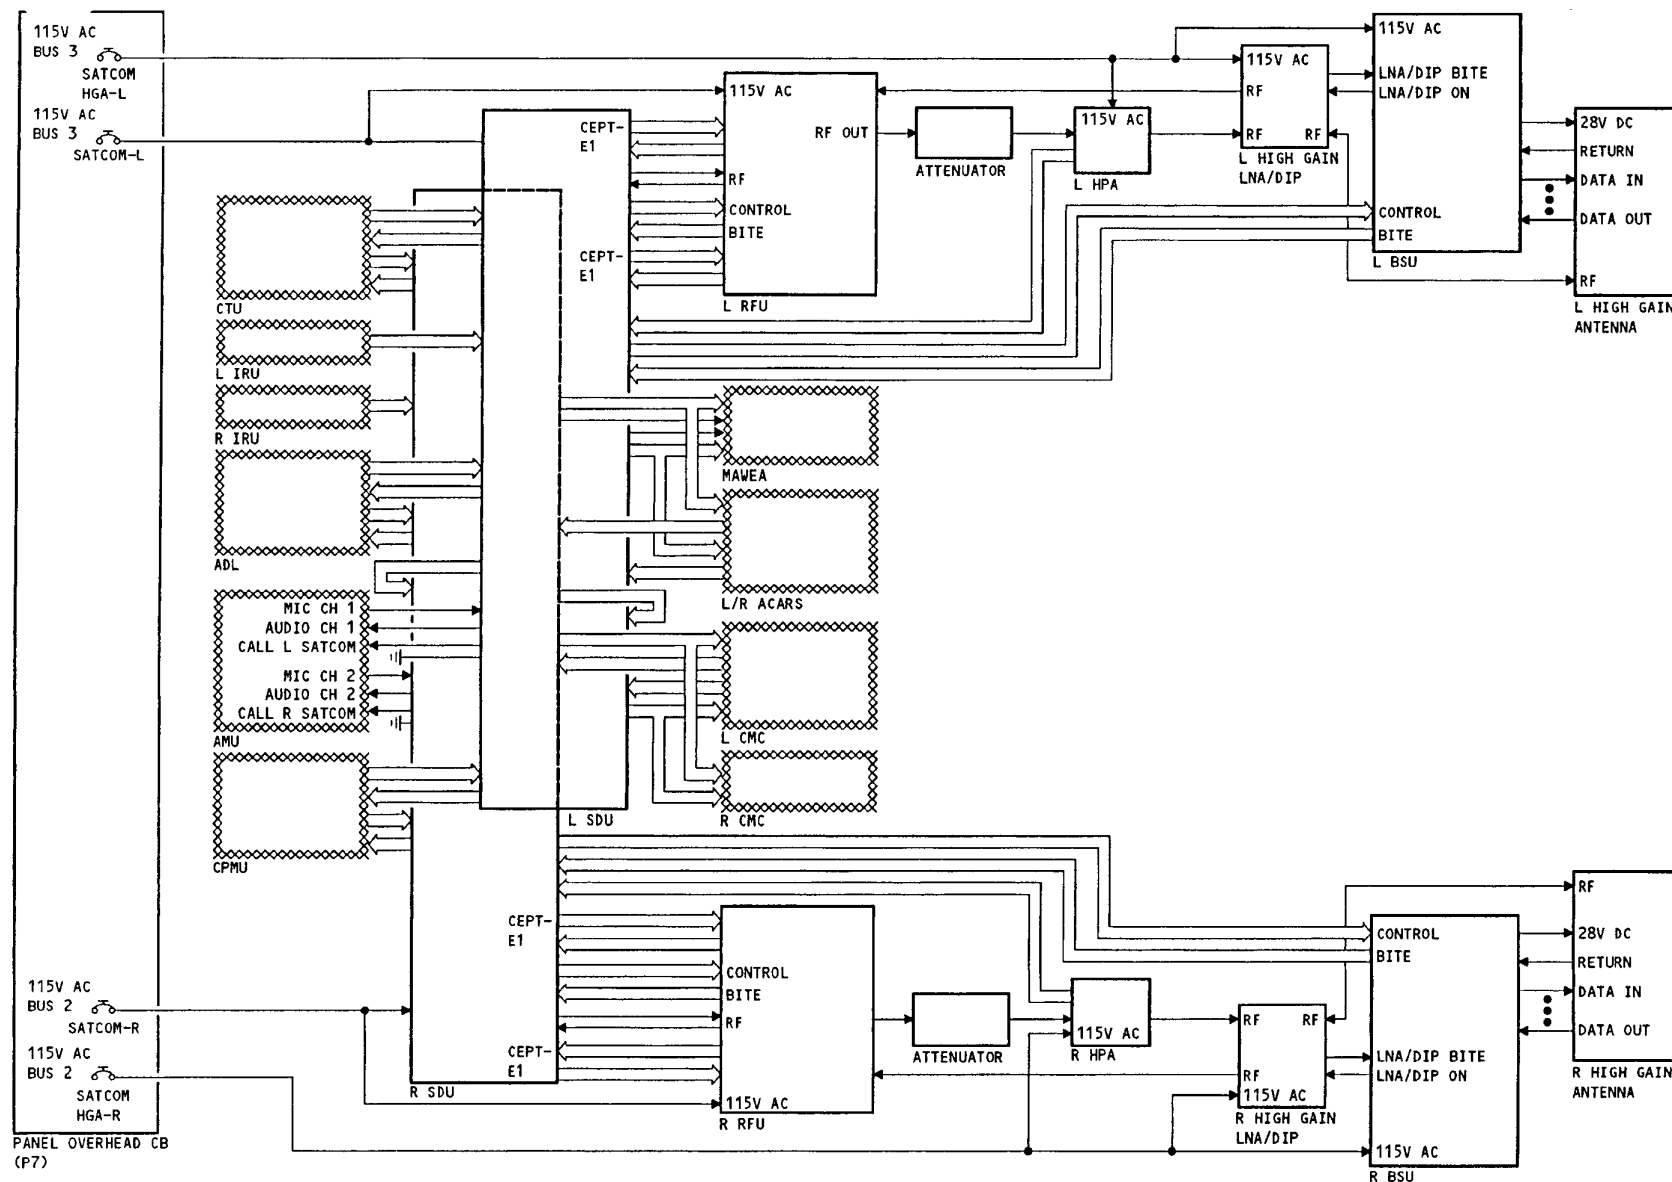 115V AC
BUS 3
SATCOM
HGA-L
115V AC
BUS 3
SATCOM-L
CTU
L IRU
R IRU
ADL
MIC CH 1
AUDIO CH 1
CALL L SATCOM
MIC CH 2
AUDIO CH 2
CALL R SATCOM
AMU
CPMU
115V AC
BUS 2
SATCOM-R
115V AC
BUS 2
SATCOM
HGA-R
PANEL OVERHEAD CB
(P7)
CEPT-
E1
CEPT-
E1
L SDU
CEPT-
E1
CEPT-
E1
R SDU
115V AC
RF OUT
RF
CONTROL
BITE
L RFU
ATTENUATOR
115V AC
L HPA
115V AC
RF
RF
RF
L HIGH GAIN
LNA/DIP
115V AC
LNA/DIP BITE
LNA/DIP ON
CONTROL
BITE
L BSU
28V DC
RETURN
DATA IN
DATA OUT
RF
L HIGH GAIN
ANTENNA
MAWEA
L/R ACARS
L CMC
R CMC
CONTROL
BITE
RF
115V AC
R RFU
ATTENUATOR
115V AC
R HPA
RF
RF
RF
115V AC
R HIGH GAIN
LNA/DIP
CONTROL
BITE
LNA/DIP BITE
LNA/DIP ON
115V AC
R BSU
RF
28V DC
RETURN
DATA IN
DATA OUT
R HIGH GAIN
ANTENNA